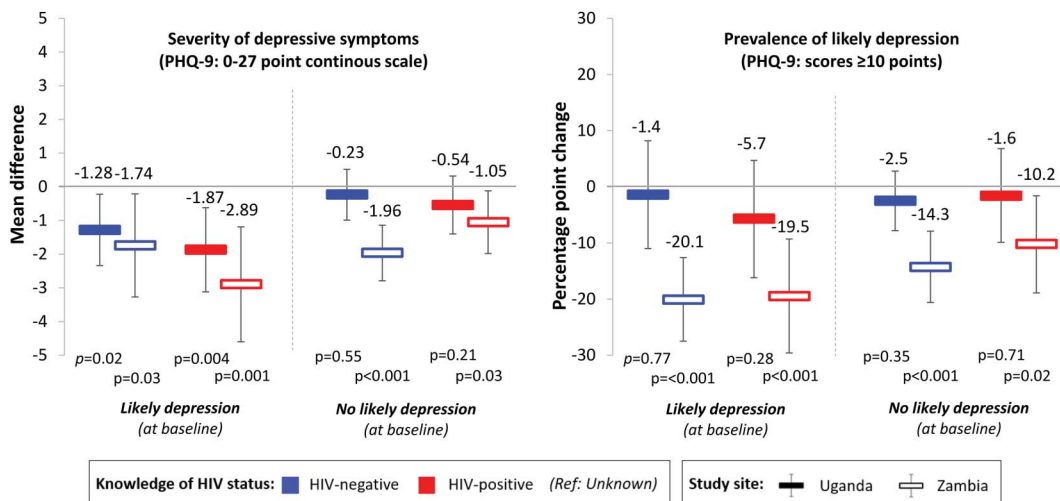 Severity of depressive symptoms
(PHQ-9: 0-27 point continous scale)
Mean difference
5
4
3
2
1
0
-1
-2
-3
-4
-5
-1.28
-1.74
-1.87
-2.89
-0.23
-1.96
-0.54
-1.05
p=0.02
p=0.03
p=0.004
p=0.001
p=0.55
p<0.001
p=0.21
p=0.03
Likely depression
(at baseline)
No likely depression
(at baseline)
Prevalence of likely depression
(PHQ-9: scores ≥10 points)
Percentage point change
30
20
10
0
-10
-20
-30
-1.4
-20.1
-5.7
-19.5
-2.5
-14.3
-1.6
-10.2
p=0.77
p=<0.001
p=0.28
p<0.001
p=0.35
p<0.001
p=0.71
p=0.02
Likely depression
(at baseline)
No likely depression
(at baseline)
Knowledge of HIV status: HIV-negative HIV-positive (Ref: Unknown)
Study site: Uganda Zambia